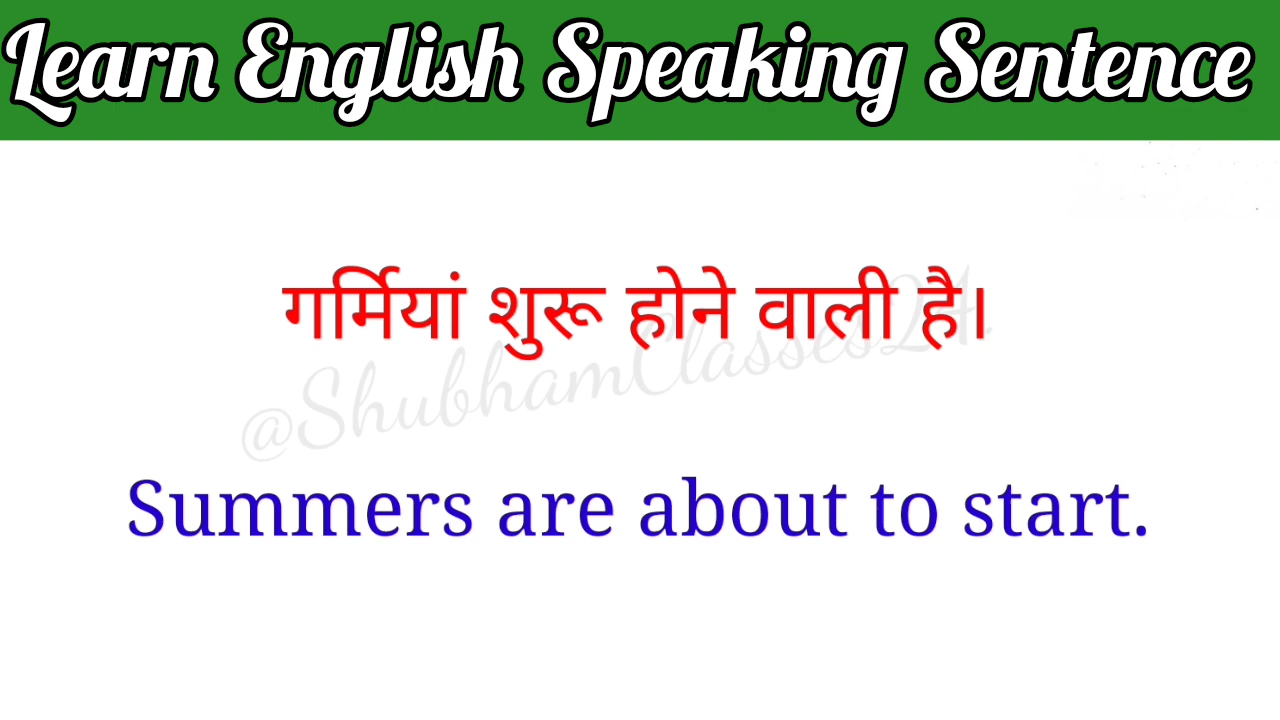 Learn English Speaking Sentence
गर्मियां शुरू होने वाली है।
@ShubhamClasses24.
Summers are about to start.